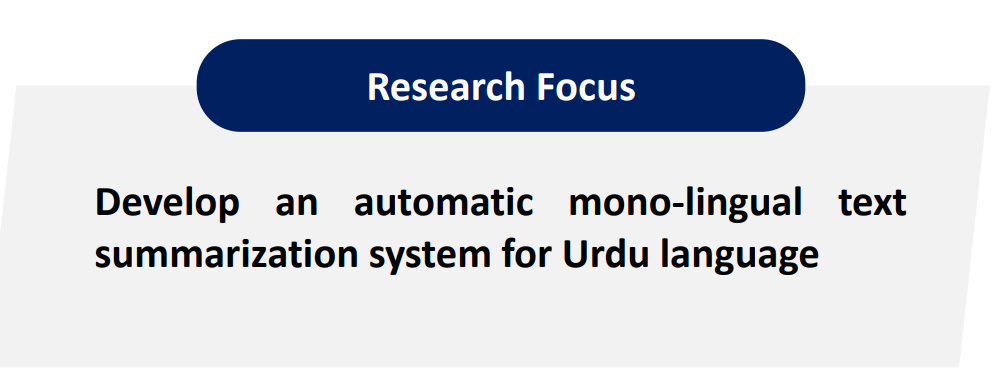 Research Focus
Develop an automatic mono-lingual text
summarization system for Urdu language